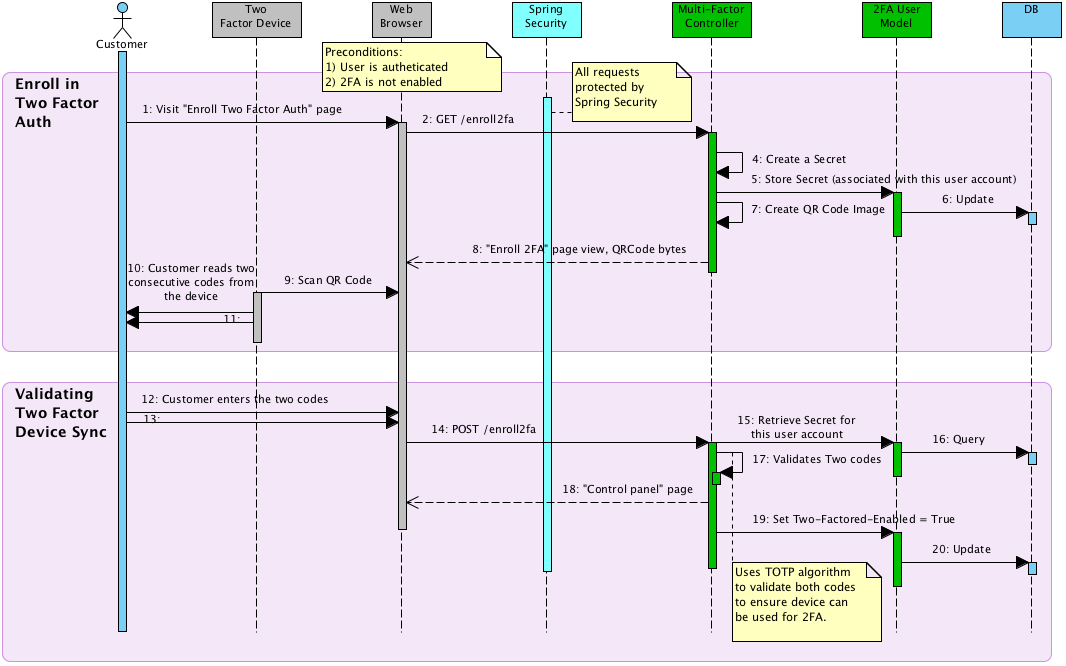 Two
Factor Device
Web
Browser
Spring
Security
Multi-Factor
Controller
2FA User
Model
DB
Customer
Preconditions:
1) User is autheticated
2) 2FA is not enabled
All requests
protected by
Spring Security
Enroll in
Two Factor
Auth
1: Visit "Enroll Two Factor Auth" page
2: GET /enroll2fa
4: Create a Secret
5: Store Secret (associated with this user account)
6: Update
7: Create QR Code Image
8: "Enroll 2FA" page view, QRCode bytes
9: Scan QR Code
10: Customer reads two
consecutive codes from
the device
11:
Validating
Two Factor
Device Sync
12: Customer enters the two codes
13:
14: POST /enroll2fa
15: Retrieve Secret for
this user account
16: Query
17: Validates Two codes
18: "Control panel" page
19: Set Two-Factored-Enabled = True
20: Update
Uses TOTP algorithm
to validate both codes
to ensure device can
be used for 2FA.